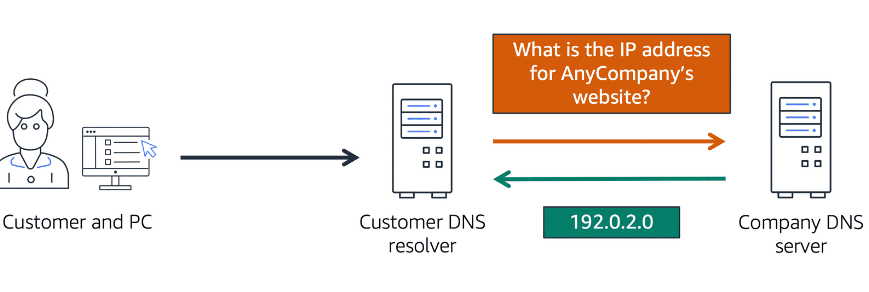 What is the IP address
for AnyCompany's
website?
Customer and PC
Customer DNS
resolver
192.0.2.0
Company DNS
server